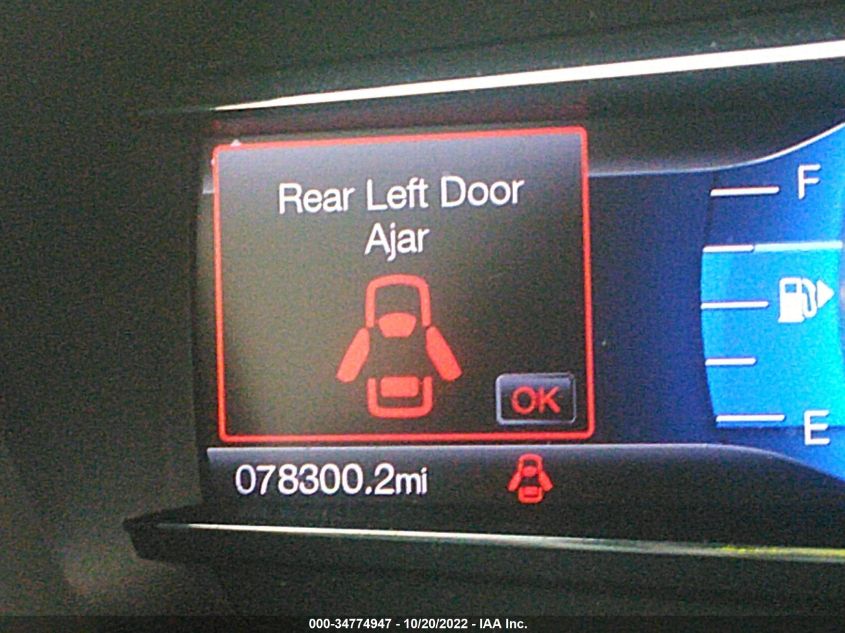 Rear Left Door
Ajar
OK
078300.2mi
F
E
000-34774947 - 10/20/2022 - IAA Inc.